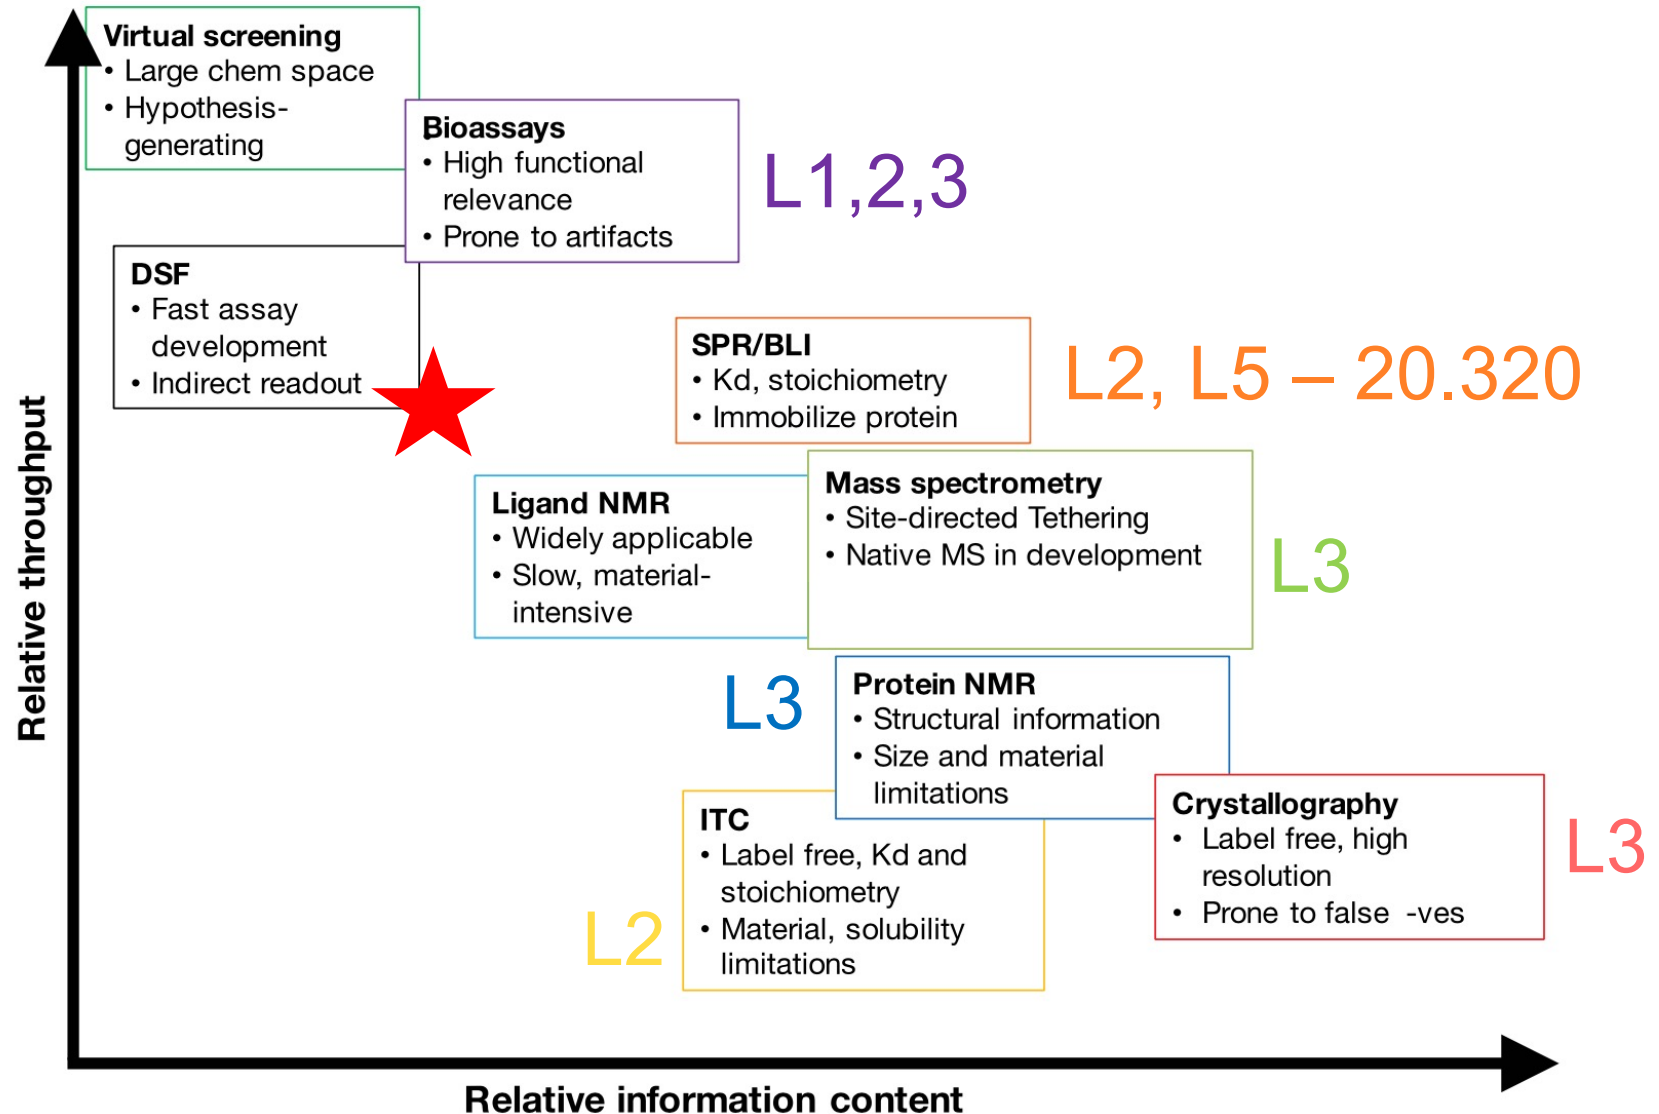 Virtual screening
• Large chem space
• Hypothesis-
generating
Bioassays
• High functional
relevance
• Prone to artifacts
L1,2,3
DSF
• Fast assay
development
• Indirect readout
SPR/BLI
• Kd, stoichiometry
• Immobilize protein
L2, L5 – 20.320
Ligand NMR
• Widely applicable
• Slow, material-
intensive
Mass spectrometry
• Site-directed Tethering
• Native MS in development
L3
L3
Protein NMR
• Structural information
• Size and material
limitations
ITC
• Label free, Kd and
stoichiometry
• Material, solubility
limitations
L2
Crystallography
• Label free, high
resolution
• Prone to false -ves
L3
Relative throughput
Relative information content